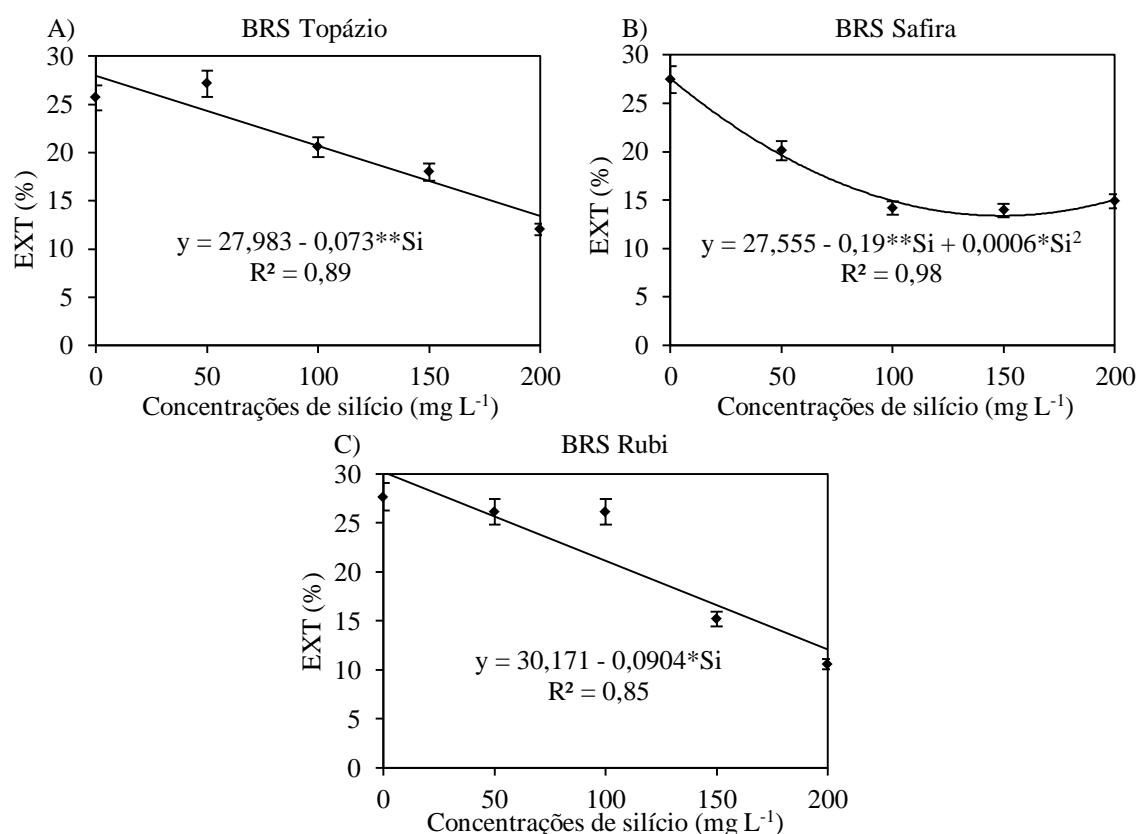 A) BRS Topázio
30
25
20
15
10
5
0
EXT (%)
y = 27,983 - 0,073**Si
R² = 0,89
0 50 100 150 200
Concentrações de silício (mg L⁻¹)
B) BRS Safira
30
25
20
15
10
5
0
EXT (%)
y = 27,555 - 0,19**Si + 0,0006*Si²
R² = 0,98
0 50 100 150 200
Concentrações de silício (mg L⁻¹)
C) BRS Rubi
30
25
20
15
10
5
0
EXT (%)
y = 30,171 - 0,0904*Si
R² = 0,85
0 50 100 150 200
Concentrações de silício (mg L⁻¹)